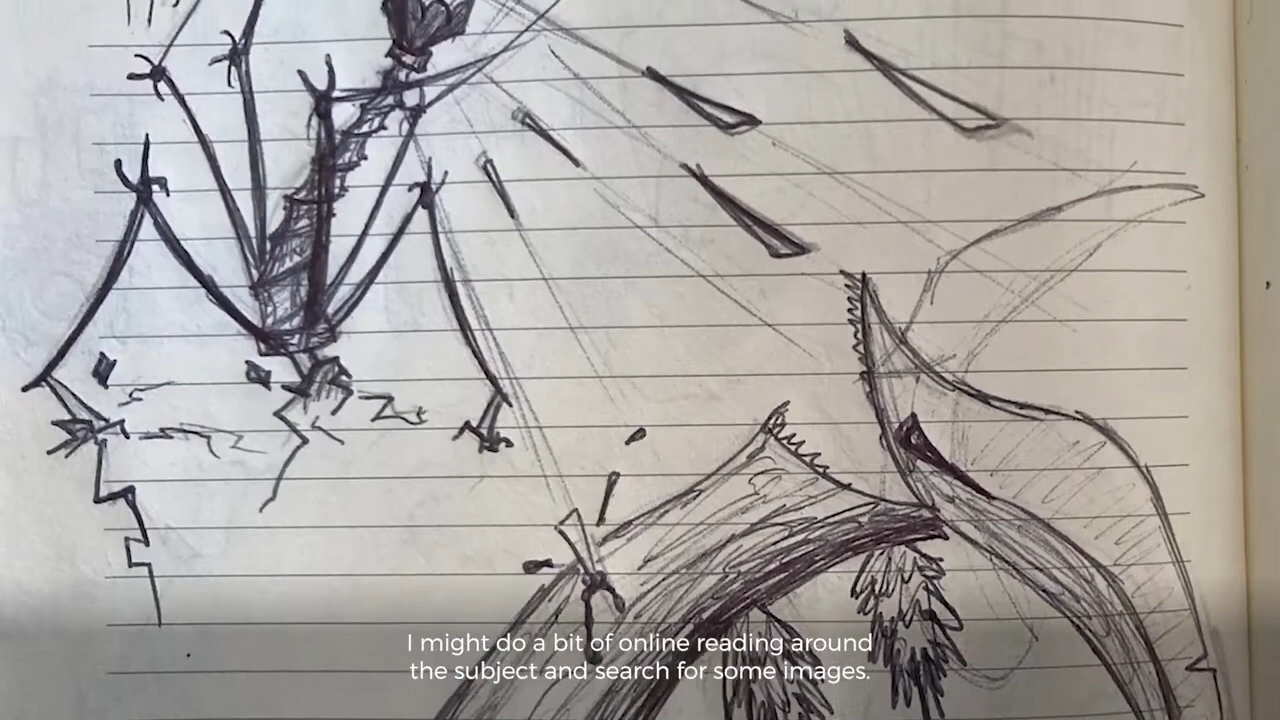 I might do a bit of online reading around
the subject and search for some images.